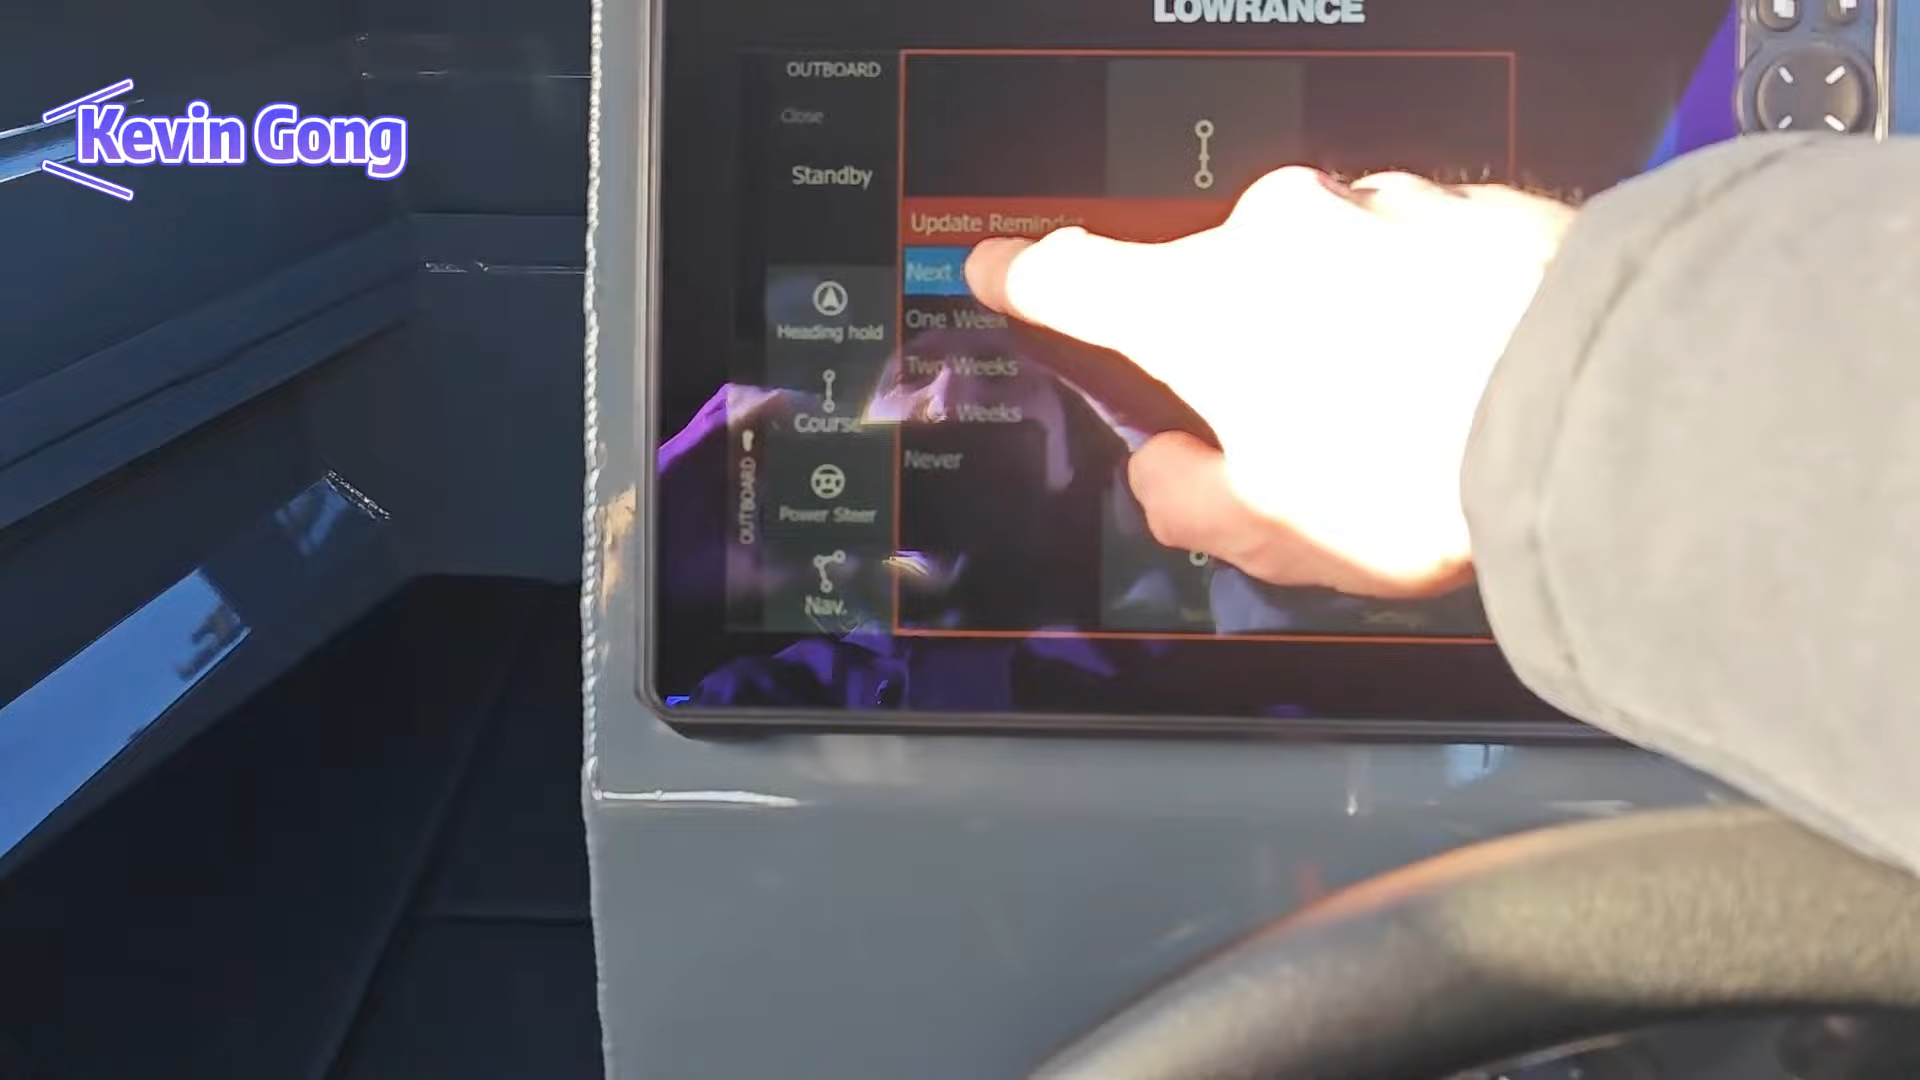 LOWRANCE
Kevin Gong
OUTBOARD
Close
Standby
Update Reminder
Next
One Week
Two Weeks
Weeks
Never
Heading hold
Course
Power Steer
Nav.
OUTBOARD